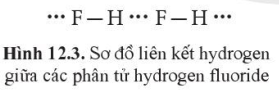 ··· F – H ··· F – H ···
Hình 12.3. Sơ đồ liên kết hydrogen
giữa các phân tử hydrogen fluoride